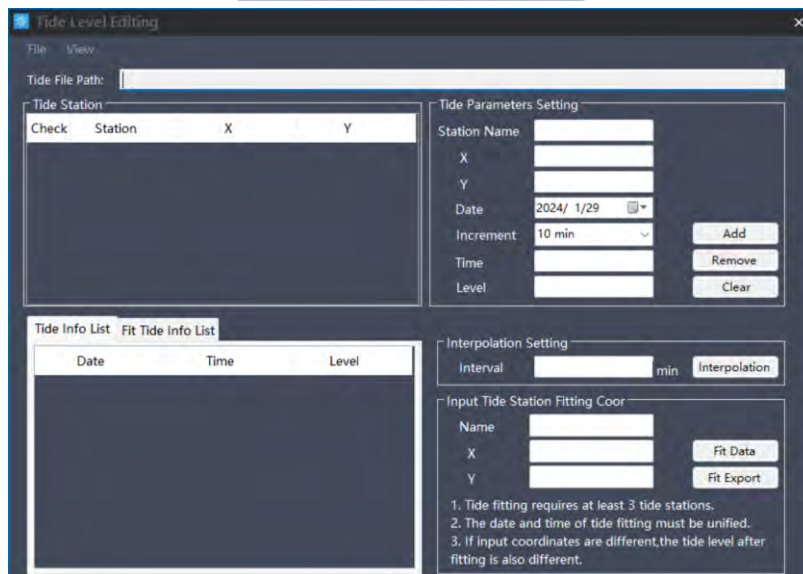 Tide Level Editing
File View
Tide File Path:
Tide Station
Check Station X Y
Tide Parameters Setting
Station Name
X
Y
Date 2024/ 1/29
Increment 10 min Add
Time Remove
Level Clear
Tide Info List Fit Tide Info List
Date Time Level
Interpolation Setting
Interval min Interpolation
Input Tide Station Fitting Coor
Name
X Fit Data
Y Fit Export
1. Tide fitting requires at least 3 tide stations.
2. The date and time of tide fitting must be unified.
3. If input coordinates are different,the tide level after
fitting is also different.